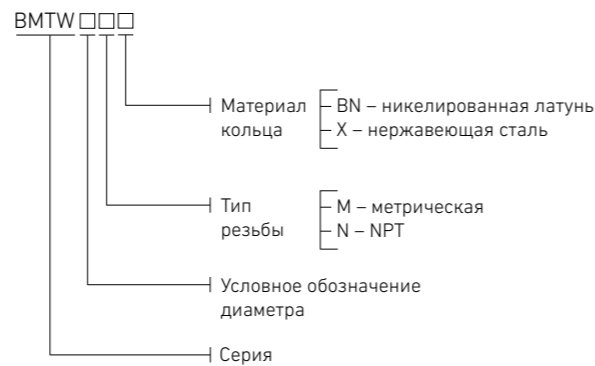 BMTW□□□
Материал
кольца
BN – никелированная латунь
X – нержавеющая сталь
Тип
резьбы
M – метрическая
N – NPT
Условное обозначение
диаметра
Серия